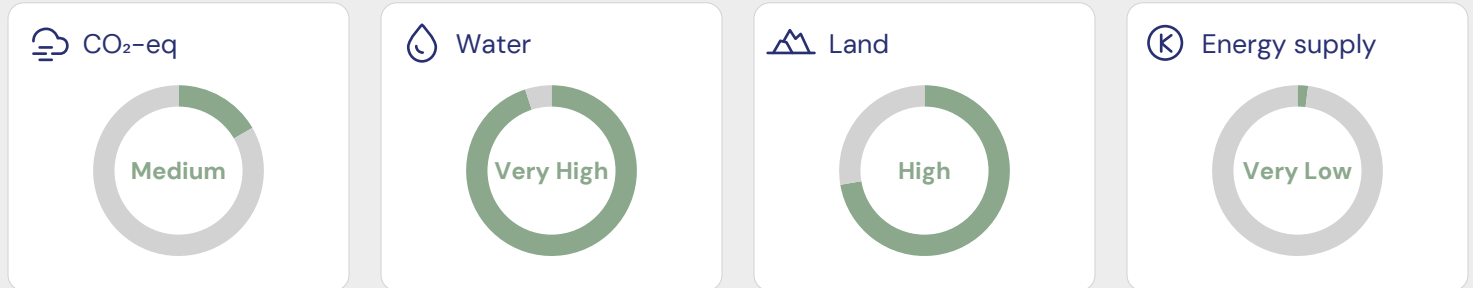 CO₂-eq
Medium
Water
Very High
Land
High
Energy supply
Very Low